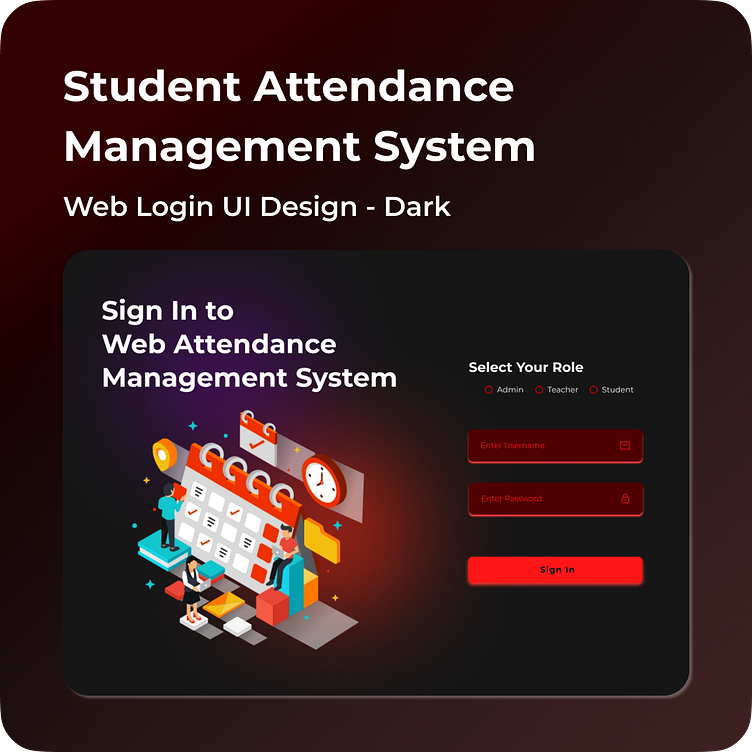 Student Attendance
Management System
Web Login UI Design - Dark
Sign In to
Web Attendance
Management System
Select Your Role
Admin Teacher Student
Enter Username
Enter Password
Sign In